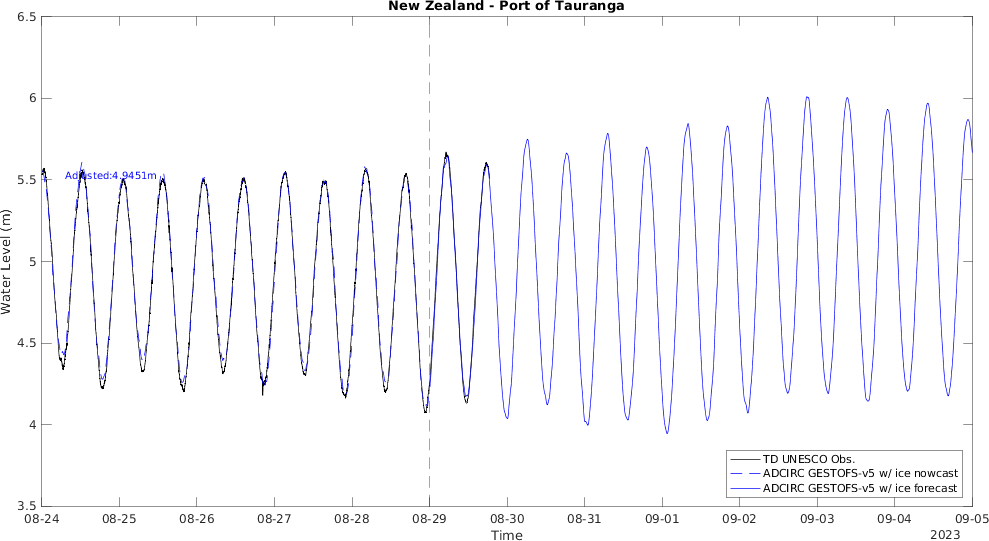 New Zealand - Port of Tauranga
6.5
6
5.5
5
4.5
4
3.5
Water Level (m)
Adjusted:4.9451m
TD UNESCO Obs.
ADCIRC GESTOFS-v5 w/ ice nowcast
ADCIRC GESTOFS-v5 w/ ice forecast
08-24 08-25 08-26 08-27 08-28 08-29 08-30 08-31 09-01 09-02 09-03 09-04 09-05
Time
2023